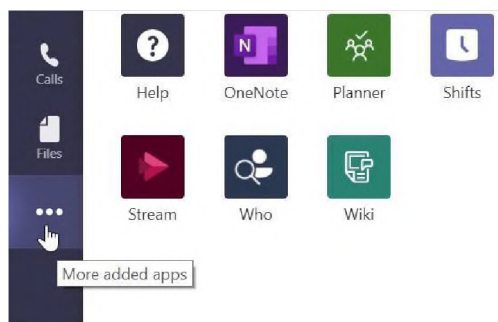 Calls
Files
More added apps
Help
OneNote
Planner
Shifts
Stream
Who
Wiki